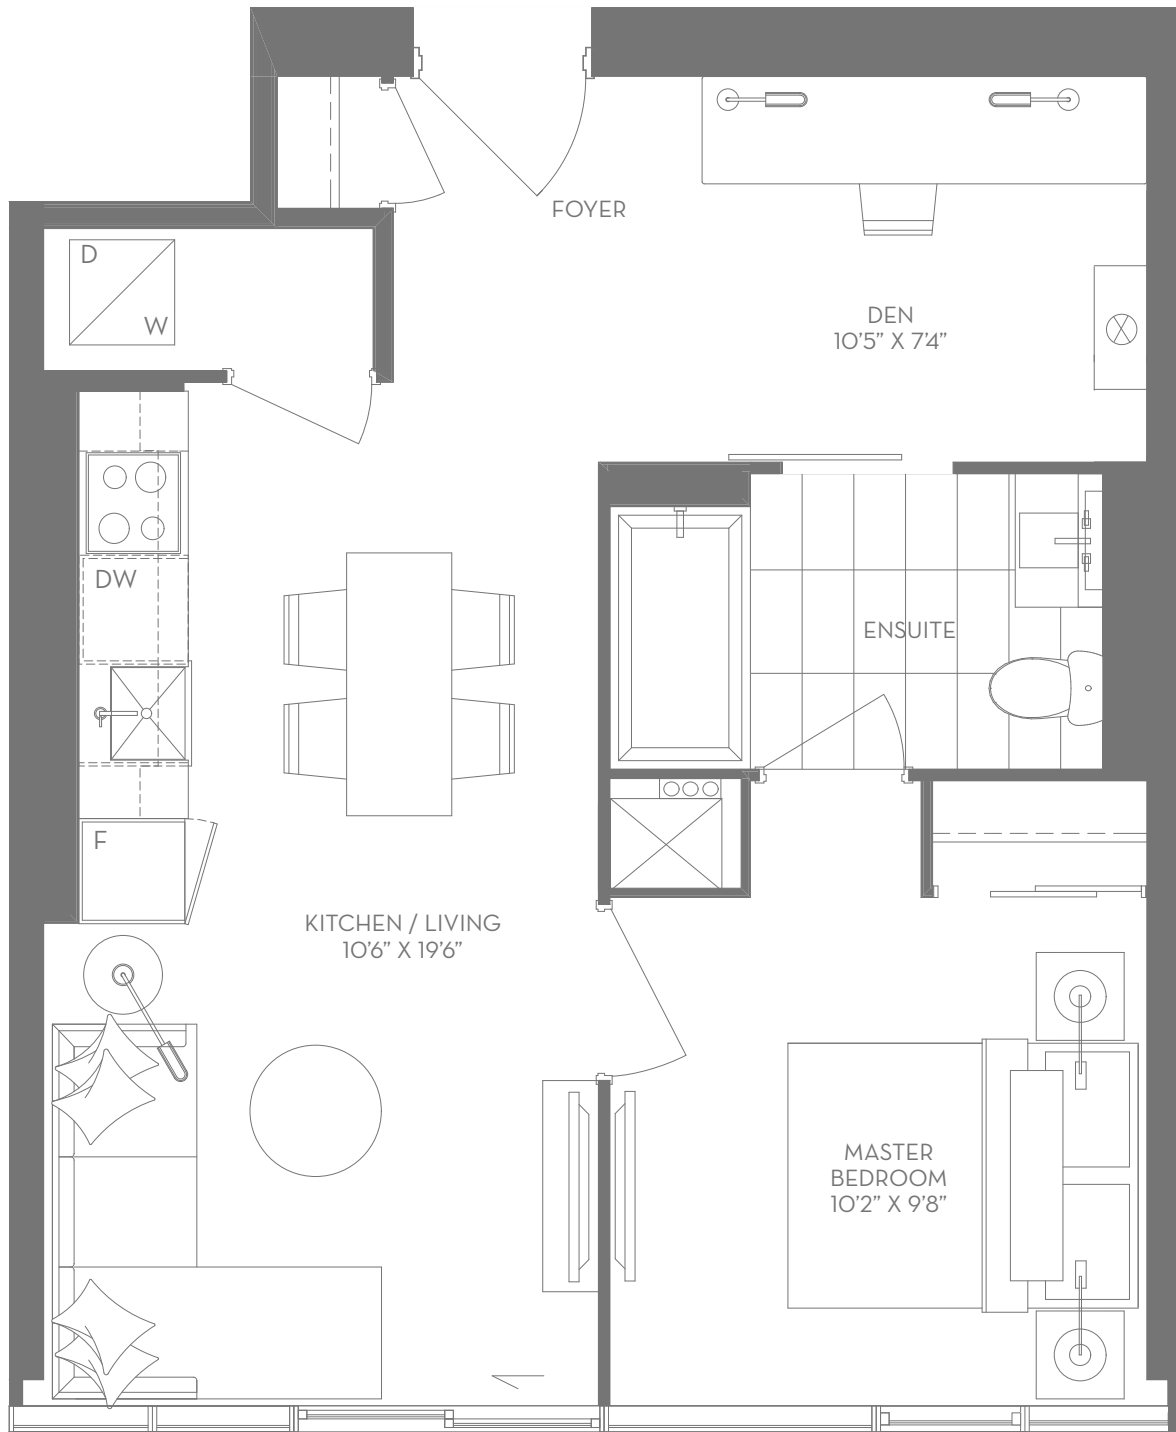 FOYER
D
W
DEN
10'5” X 7'4”
DW
ENSUITE
F
KITCHEN / LIVING
10'6” X 19'6”
MASTER
BEDROOM
10'2” X 9'8”